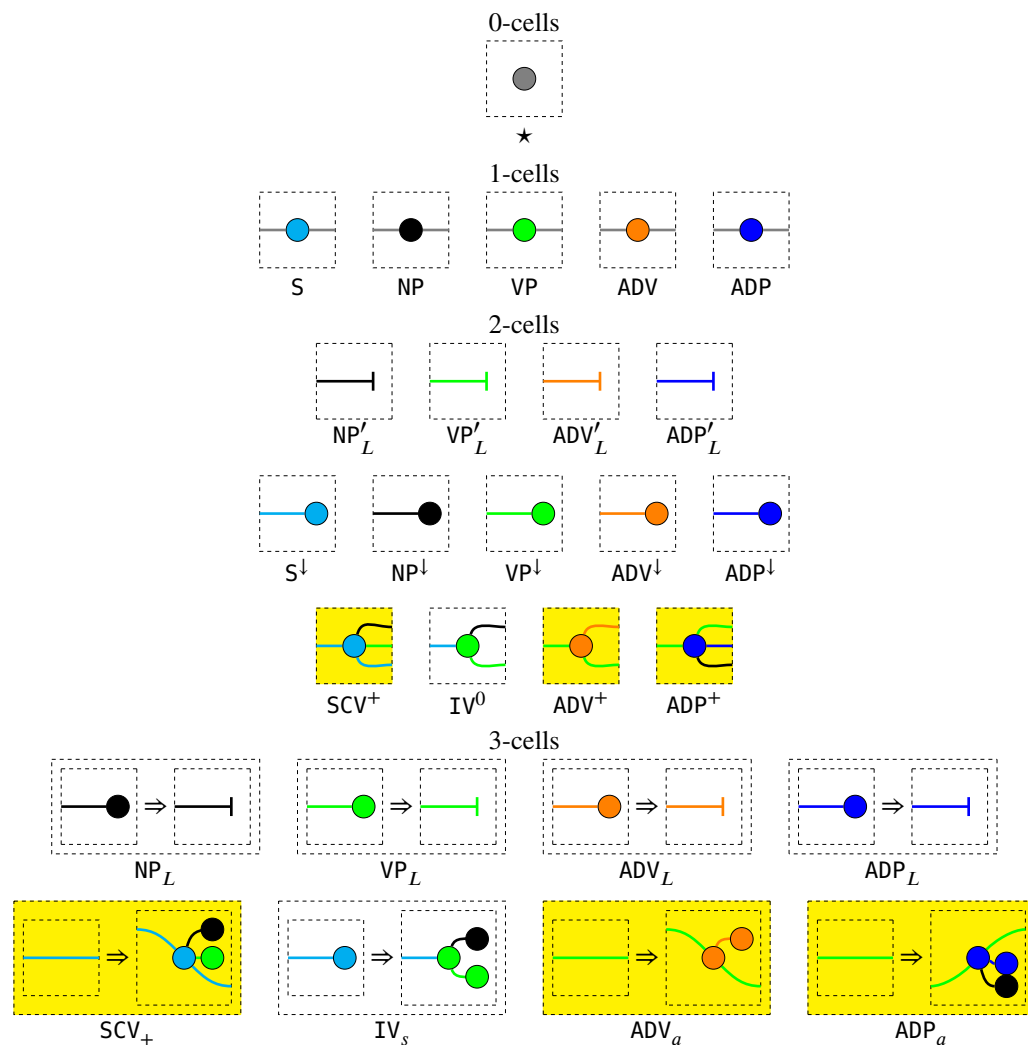 0-cells
★
1-cells
S NP VP ADV ADP
2-cells
NP′_L VP′_L ADV′_L ADP′_L
S↓ NP↓ VP↓ ADV↓ ADP↓
SCV⁺ IV⁰ ADV⁺ ADP⁺
3-cells
⇒ ⇒ ⇒ ⇒
NP_L VP_L ADV_L ADP_L
⇒ ⇒ ⇒ ⇒
SCV₊ IV_s ADV_a ADP_a